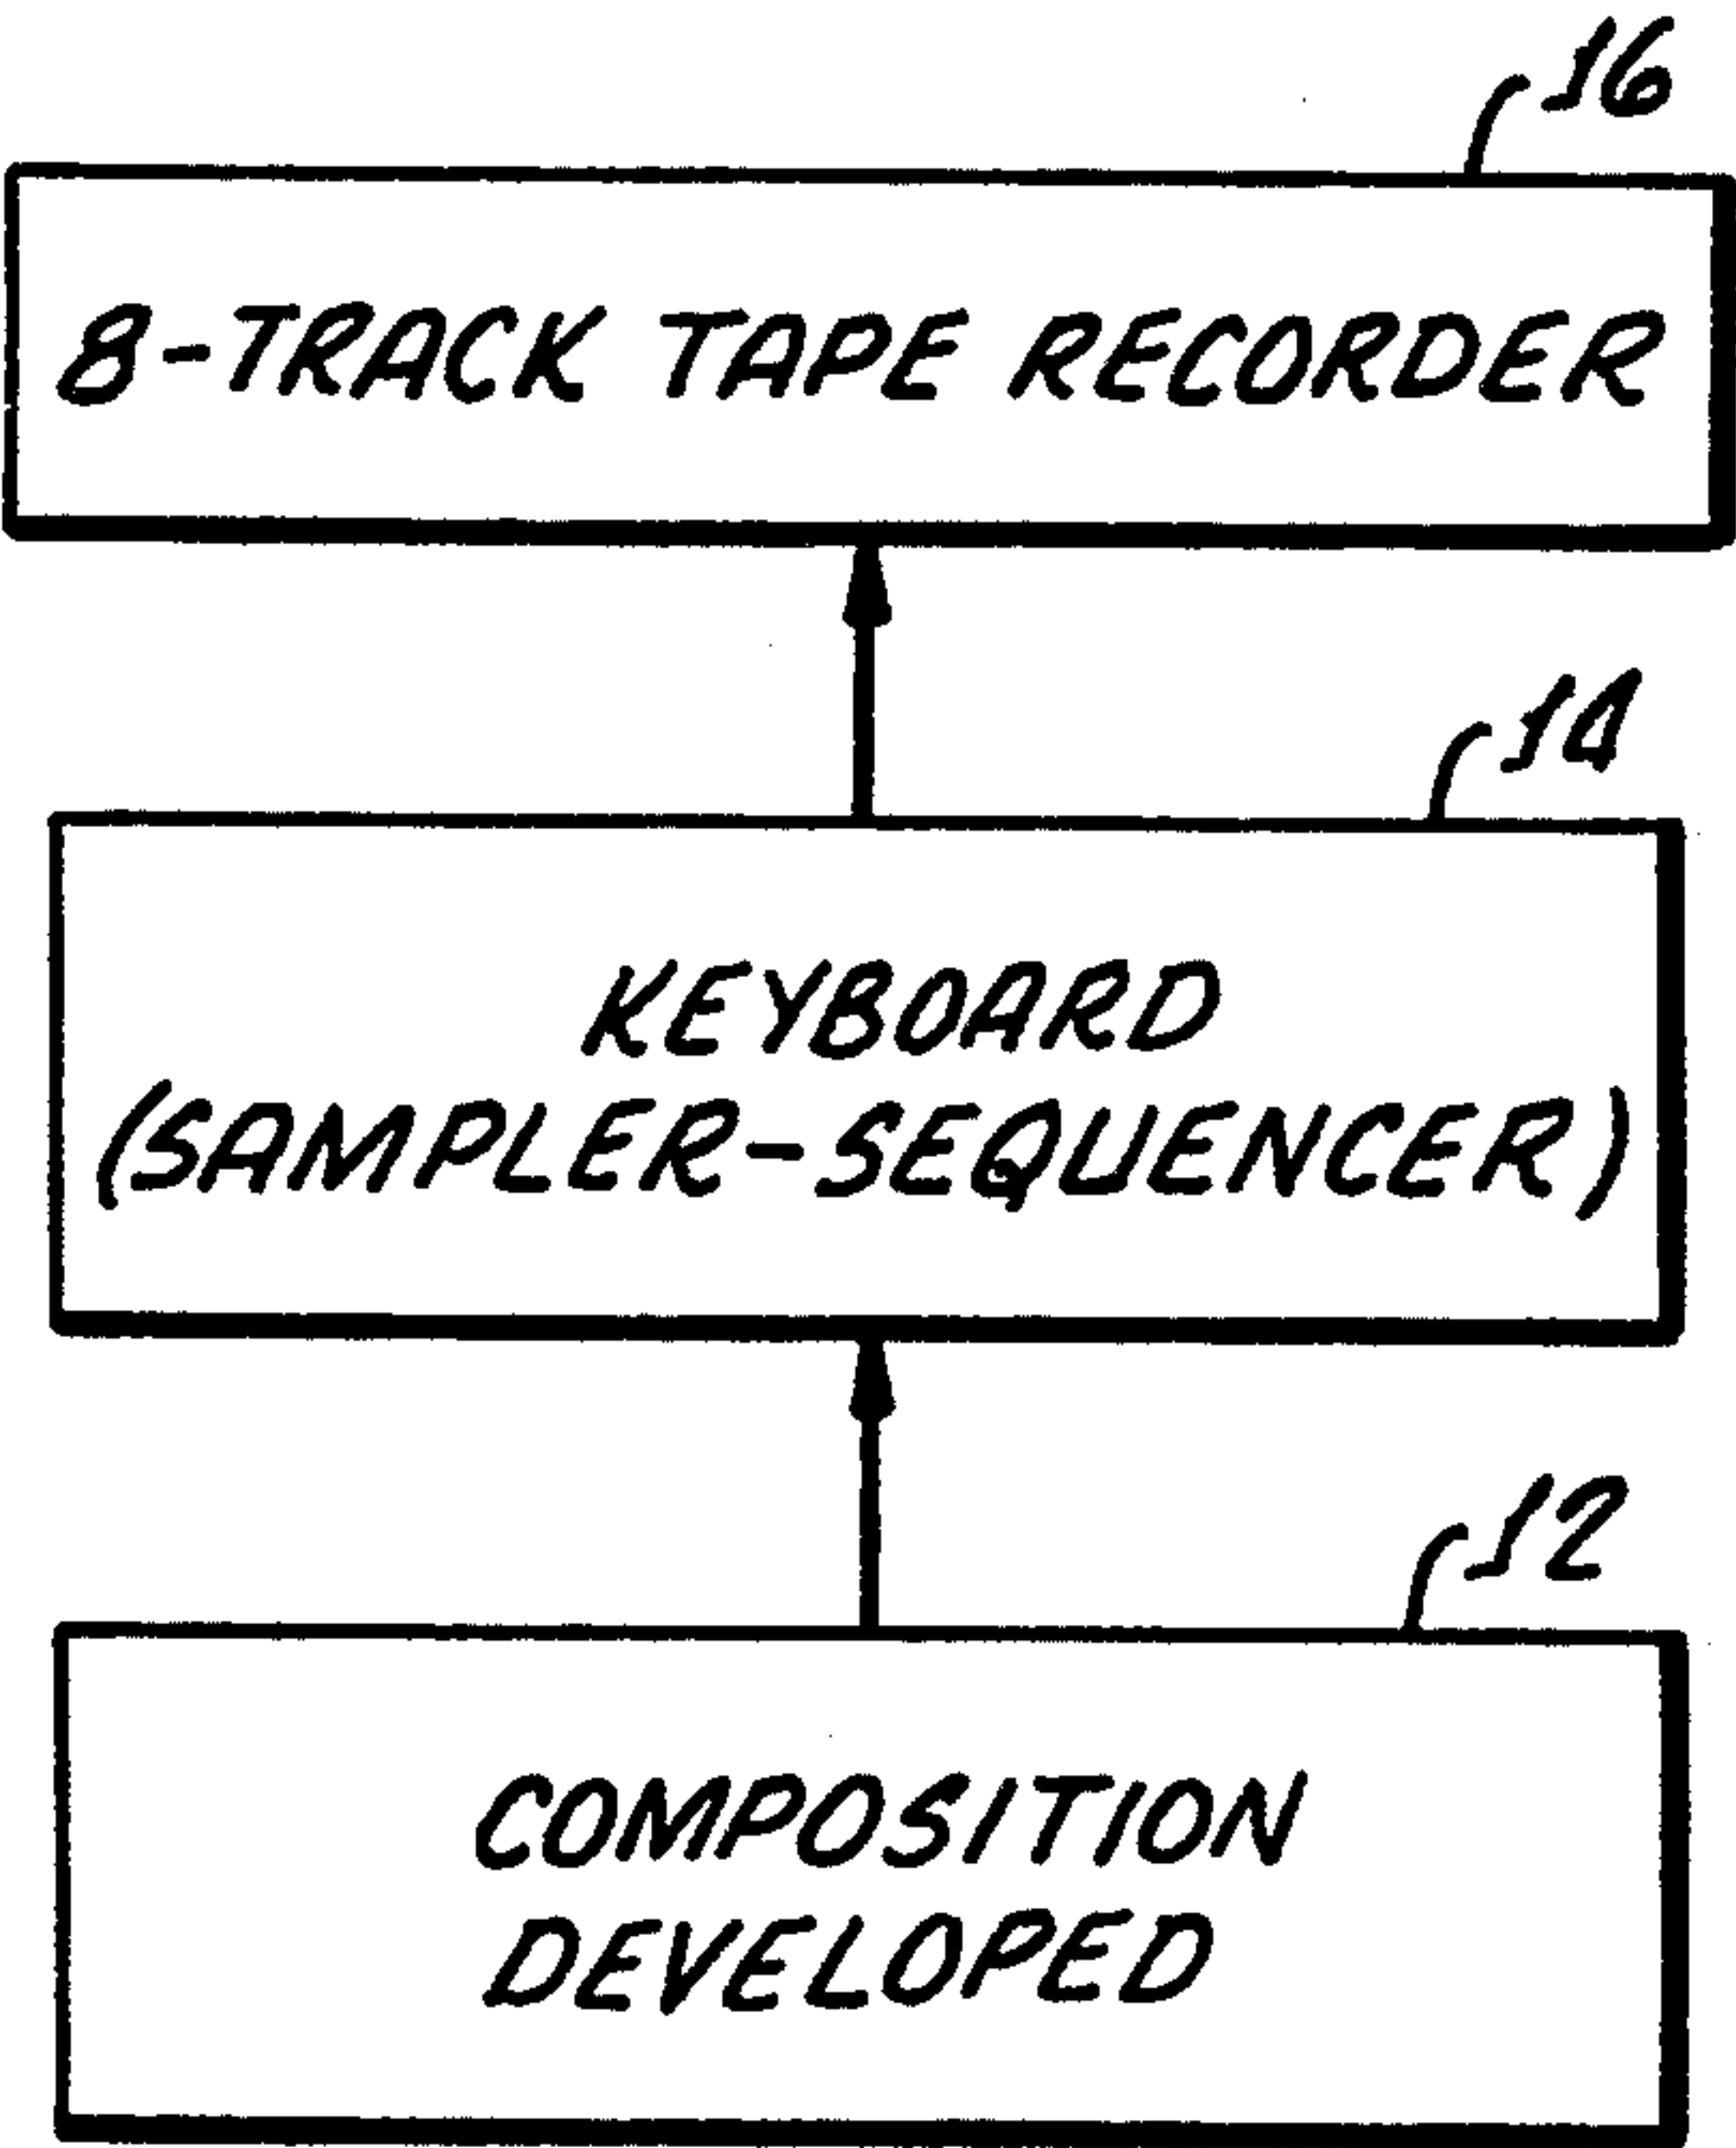 16
8-TRACK TAPE RECORDER
14
KEYBOARD
(SAMPLER-SEQUENCER)
12
COMPOSITION
DEVELOPED